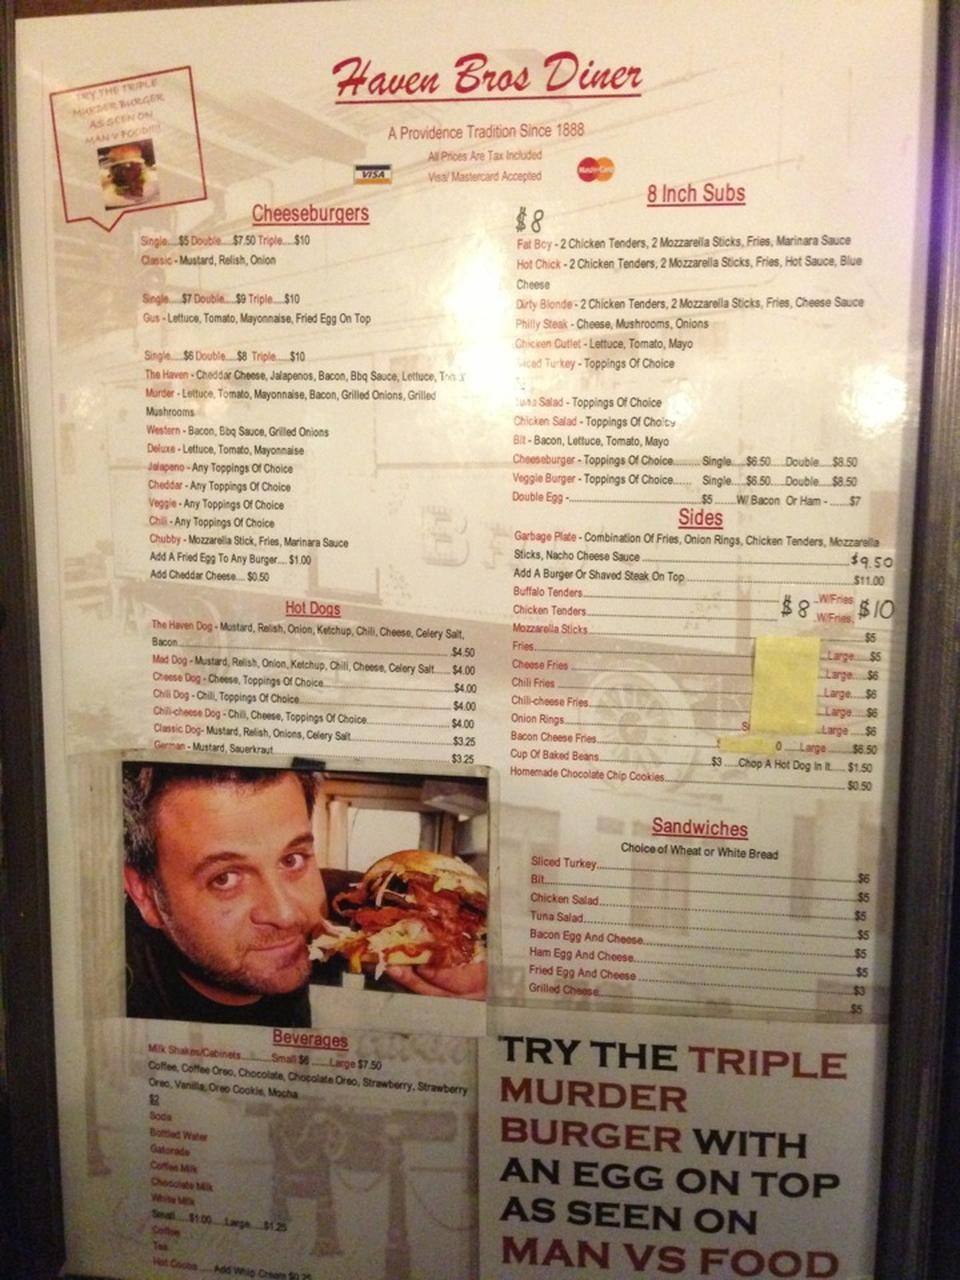 Haven Bros Diner
A Providence Tradition Since 1888
All Prices Are Tax Included
VISA
Visa/ Mastercard Accepted
MasterCard
TRY THE TRIPLE
MURDER BURGER
AS SEEN ON
MAN V FOOD!!!!
Cheeseburgers
Single....$5 Double....$7.50 Triple....$10
Classic - Mustard, Relish, Onion
Single....$7 Double....$9 Triple....$10
Gus - Lettuce, Tomato, Mayonnaise, Fried Egg On Top
Single....$6 Double....$8 Triple....$10
The Haven - Cheddar Cheese, Jalapenos, Bacon, Bbq Sauce, Lettuce,
Murder - Lettuce, Tomato, Mayonnaise, Bacon, Grilled Onions, Grilled
Mushrooms
Western - Bacon, Bbq Sauce, Grilled Onions
Deluxe - Lettuce, Tomato, Mayonnaise
Jalapeno - Any Toppings Of Choice
Cheddar - Any Toppings Of Choice
Veggie - Any Toppings Of Choice
Chili - Any Toppings Of Choice
Chubby - Mozzarella Stick, Fries, Marinara Sauce
Add A Fried Egg To Any Burger.... $1.00
Add Cheddar Cheese.... $0.50
Hot Dogs
The Haven Dog - Mustard, Relish, Onion, Ketchup, Chili, Cheese, Celery Salt,
Bacon....$4.50
Mad Dog - Mustard, Relish, Onion, Ketchup, Chili, Cheese, Celery Salt....$4.00
Cheese Dog - Cheese, Toppings Of Choice....$4.00
Chili Dog - Chili, Toppings Of Choice....$4.00
Chili-cheese Dog - Chili, Cheese, Toppings Of Choice....$4.00
Classic Dog- Mustard, Relish, Onions, Celery Salt....$3.25
German - Mustard, Sauerkraut....$3.25
Beverages
Milk Shakes/Cabinets..........Small $6 ......Large $7.50
Coffee, Coffee Oreo, Chocolate, Chocolate Oreo, Strawberry, Strawberry
Oreo, Vanilla, Oreo Cookie, Mocha
$2
Soda
Bottled Water
Gatorade
Coffee Milk
Chocolate Milk
White Milk
Small.....$1.00 ....Large....$1.25
Coffee
Tea
Hot Cocoa .....Add Whip Cream $0.25
8 Inch Subs
$8
Fat Boy - 2 Chicken Tenders, 2 Mozzarella Sticks, Fries, Marinara Sauce
Hot Chick - 2 Chicken Tenders, 2 Mozzarella Sticks, Fries, Hot Sauce, Blue
Cheese
Dirty Blonde - 2 Chicken Tenders, 2 Mozzarella Sticks, Fries, Cheese Sauce
Philly Steak - Cheese, Mushrooms, Onions
Chicken Cutlet - Lettuce, Tomato, Mayo
Sliced Turkey - Toppings Of Choice
Tuna Salad - Toppings Of Choice
Chicken Salad - Toppings Of Choice
Blt - Bacon, Lettuce, Tomato, Mayo
Cheeseburger - Toppings Of Choice......... Single....$6.50 Double....$8.50
Veggie Burger - Toppings Of Choice...... Single....$6.50 Double....$8.50
Double Egg -....$5 ......W/ Bacon Or Ham - ......$7
Sides
Garbage Plate - Combination Of Fries, Onion Rings, Chicken Tenders, Mozzarella
Sticks, Nacho Cheese Sauce....$9.50
Add A Burger Or Shaved Steak On Top....$11.00
Buffalo Tenders.... W/Fries
Chicken Tenders.... $8 W/Fries, $10
Mozzarella Sticks....$5
Fries.... Large....$5
Cheese Fries.... Large....$6
Chili Fries.... Large....$6
Chili-cheese Fries.... Large....$6
Onion Rings.... Large....$6
Bacon Cheese Fries.... 0 ....Large....$6.50
Cup Of Baked Beans....$3 ....Chop A Hot Dog In It.... $1.50
Homemade Chocolate Chip Cookies....$0.50
Sandwiches
Choice of Wheat or White Bread
Sliced Turkey....$6
Blt....$5
Chicken Salad....$5
Tuna Salad....$5
Bacon Egg And Cheese....$5
Ham Egg And Cheese....$5
Fried Egg And Cheese....$3
Grilled Cheese....$5
TRY THE TRIPLE
MURDER
BURGER WITH
AN EGG ON TOP
AS SEEN ON
MAN VS FOOD